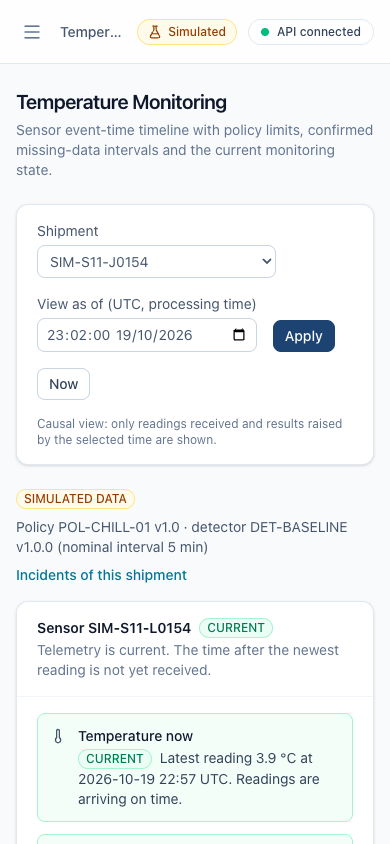 Temper...
Simulated
API connected
Temperature Monitoring
Sensor event-time timeline with policy limits, confirmed
missing-data intervals and the current monitoring
state.
Shipment
SIM-S11-J0154
View as of (UTC, processing time)
23:02:00 19/10/2026
Apply
Now
Causal view: only readings received and results raised
by the selected time are shown.
SIMULATED DATA
Policy POL-CHILL-01 v1.0 · detector DET-BASELINE
v1.0.0 (nominal interval 5 min)
Incidents of this shipment
Sensor SIM-S11-L0154 CURRENT
Telemetry is current. The time after the newest
reading is not yet received.
Temperature now
CURRENT Latest reading 3.9 °C at
2026-10-19 22:57 UTC. Readings are
arriving on time.